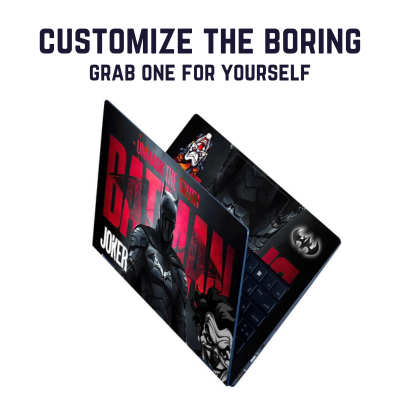 CUSTOMIZE THE BORING
GRAB ONE FOR YOURSELF
BATMAN
JOKER